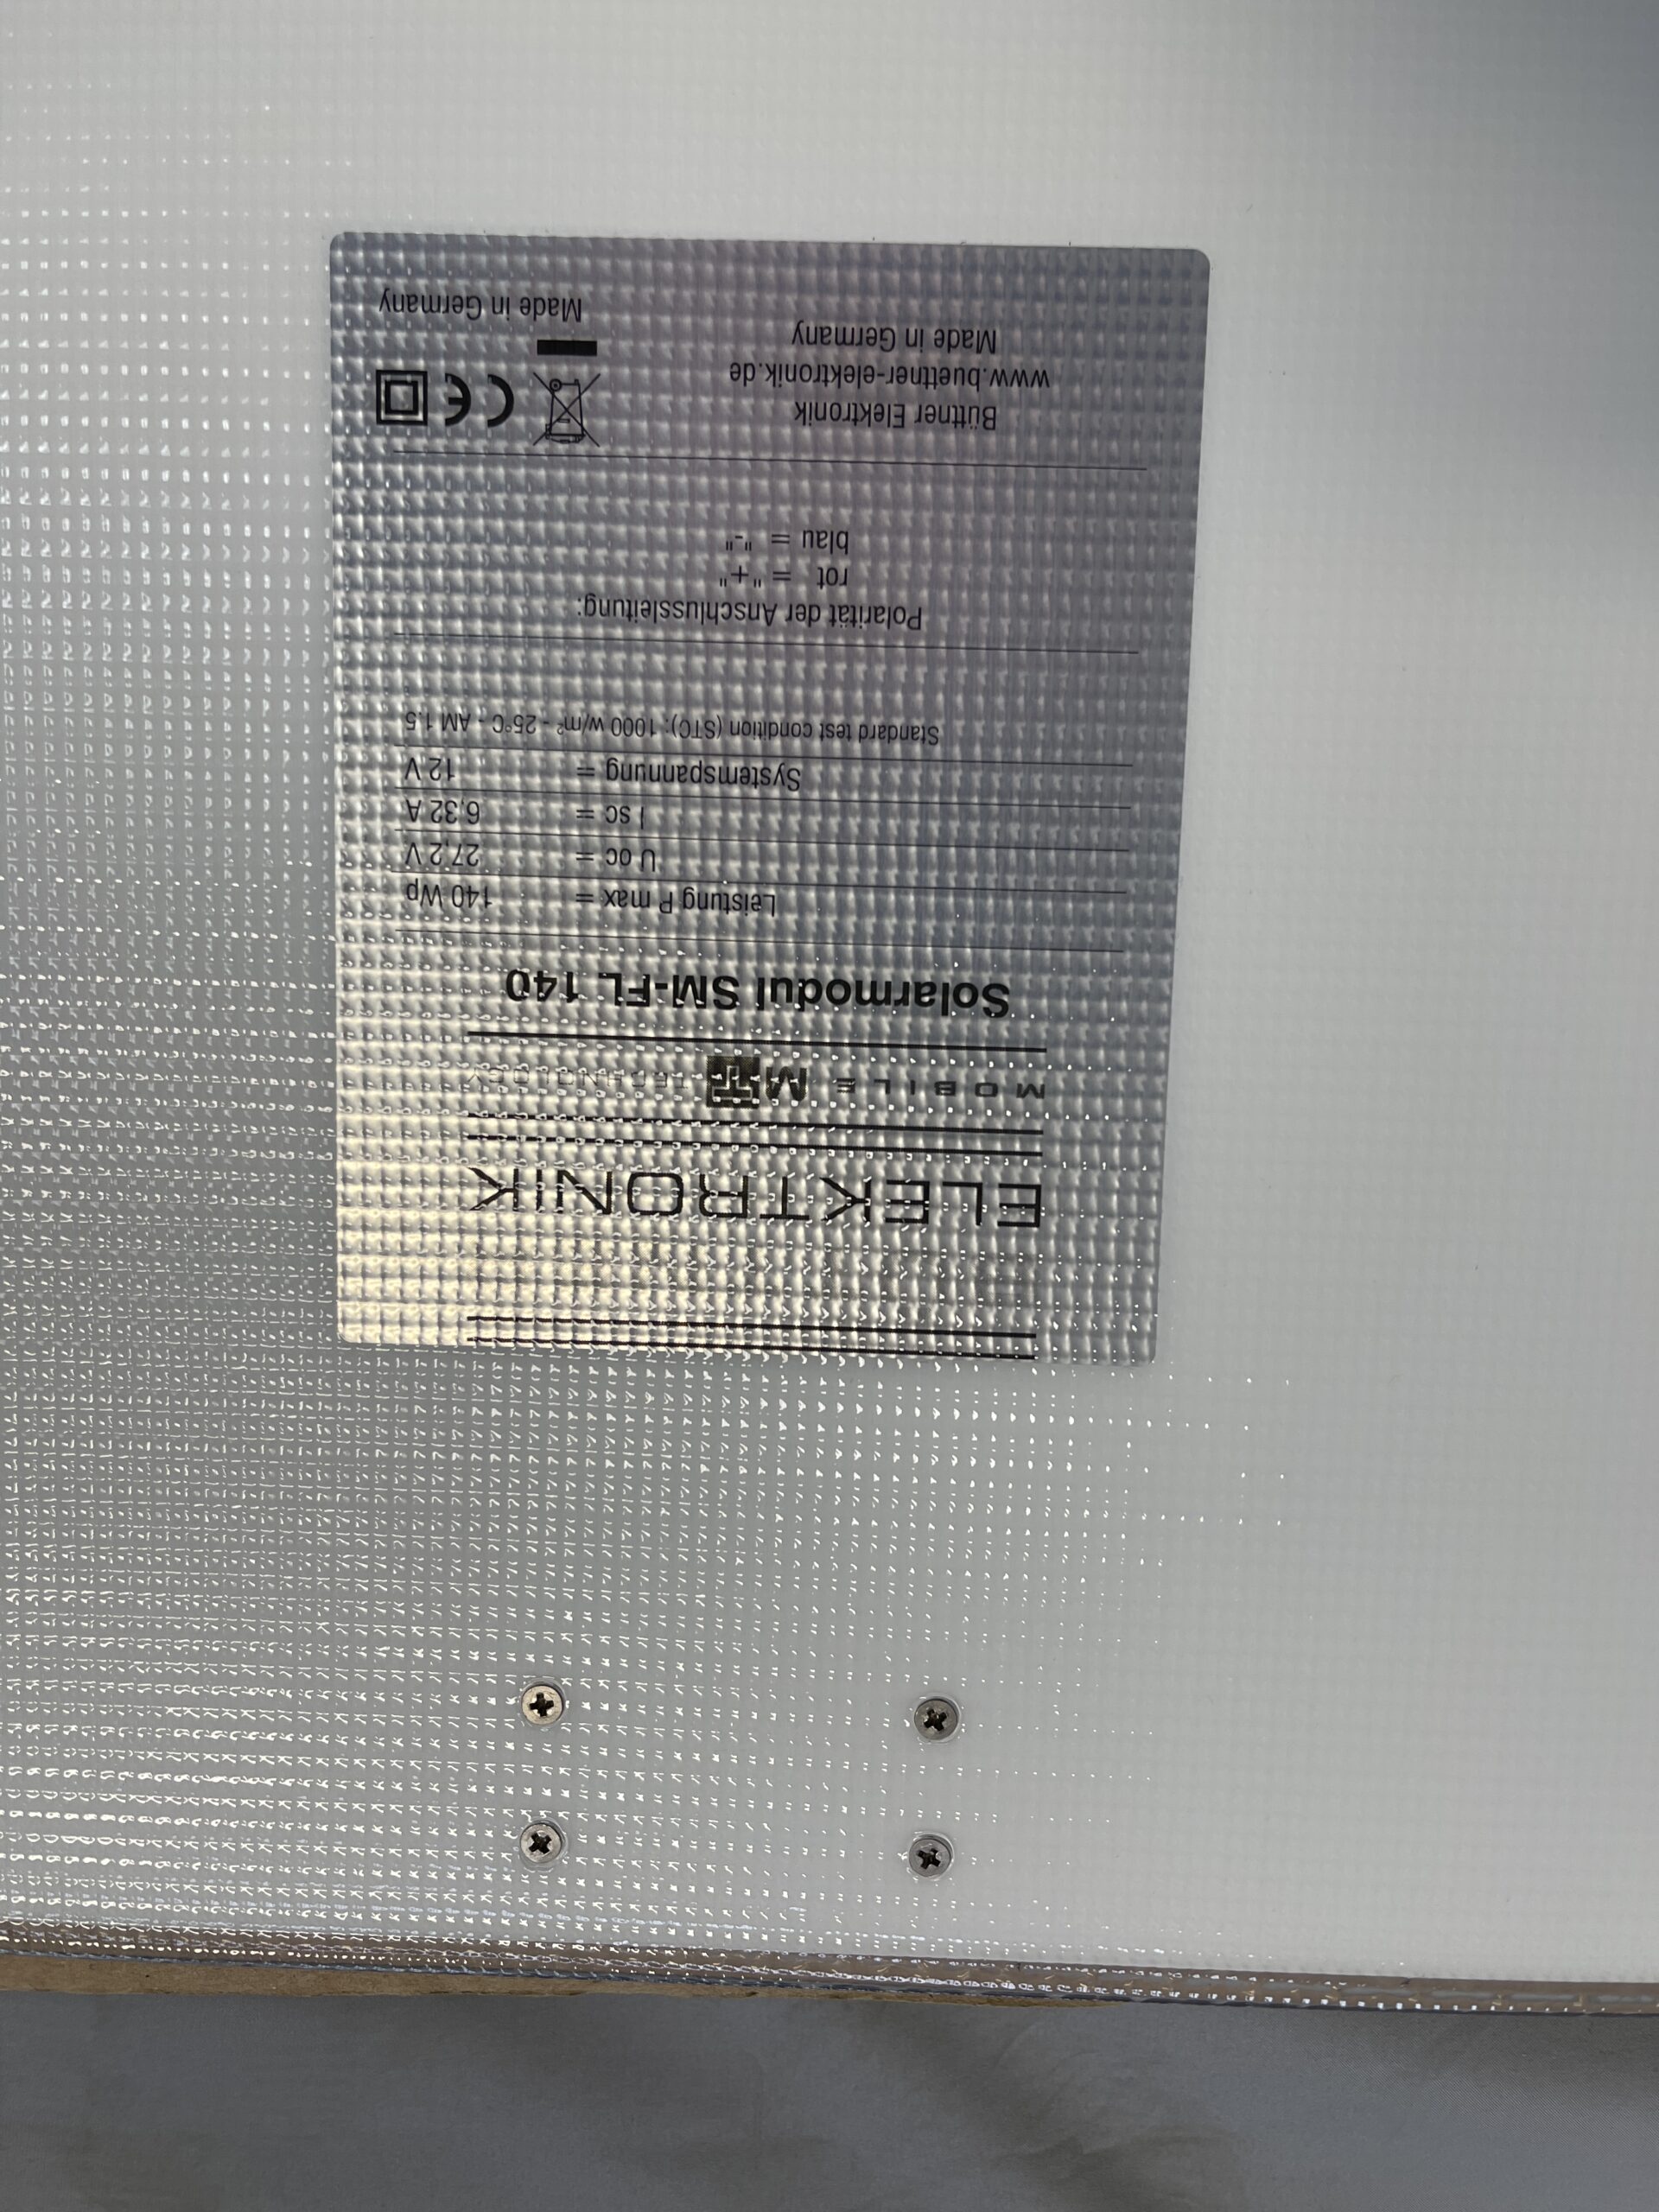 ELEKTRONIK
MOBILE MT TECHNOLOGY
Solarmodul SM-FL 140
Leistung P max = 140 Wp
U oc = 27,2 V
I sc = 6,32 A
Systemspannung = 12 V
Standard test condition (STC): 1000 w/m² - 25°C - AM 1.5
Polarität der Anschlussleitung:
rot = "+"
blau = "-"
Büttner Elektronik
www.buettner-elektronik.de
Made in Germany
CE
Made in Germany